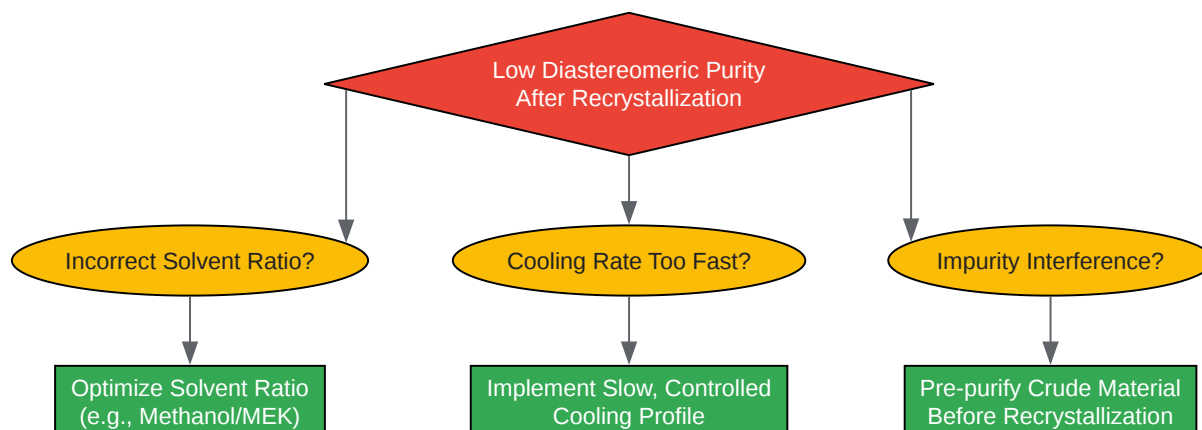 Low Diastereomeric Purity
After Recrystallization
Incorrect Solvent Ratio?
Cooling Rate Too Fast?
Impurity Interference?
Optimize Solvent Ratio
(e.g., Methanol/MEK)
Implement Slow, Controlled
Cooling Profile
Pre-purify Crude Material
Before Recrystallization